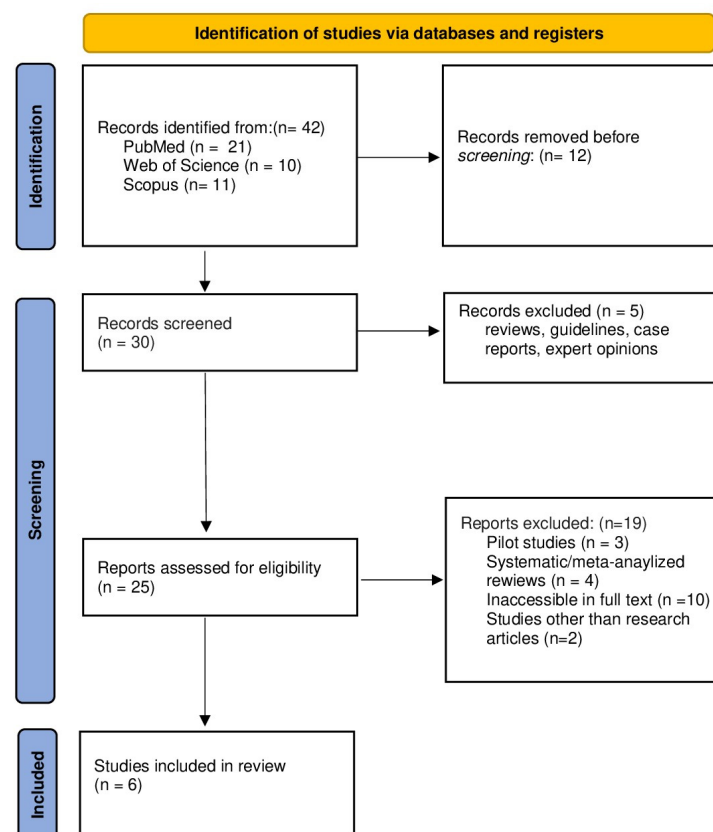 Identification of studies via databases and registers
Identification
Records identified from:(n= 42)
PubMed (n = 21)
Web of Science (n = 10)
Scopus (n= 11)
Records removed before
screening: (n= 12)
Screening
Records screened
(n = 30)
Records excluded (n = 5)
reviews, guidelines, case
reports, expert opinions
Reports assessed for eligibility
(n = 25)
Reports excluded: (n=19)
Pilot studies (n = 3)
Systematic/meta-anaylized
rewiews (n = 4)
Inaccessible in full text (n =10)
Studies other than research
articles (n=2)
Included
Studies included in review
(n = 6)